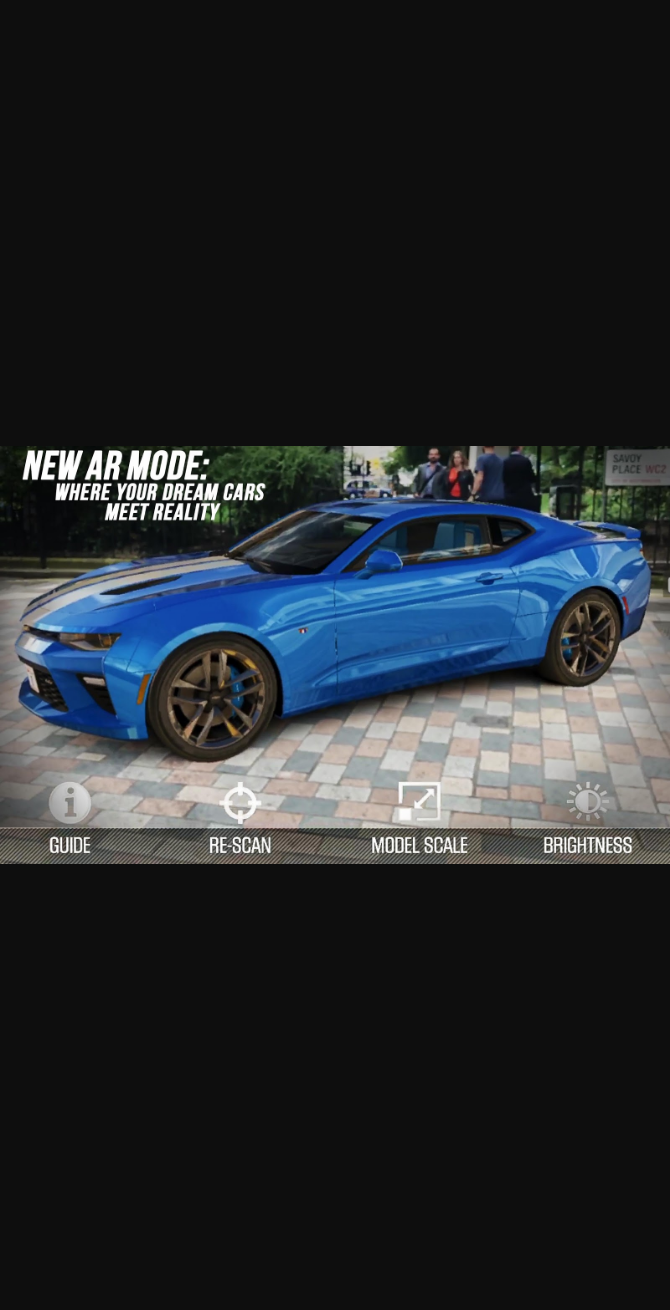 NEW AR MODE:
WHERE YOUR DREAM CARS
MEET REALITY
SAVOY
PLACE WC2
GUIDE
RE-SCAN
MODEL SCALE
BRIGHTNESS